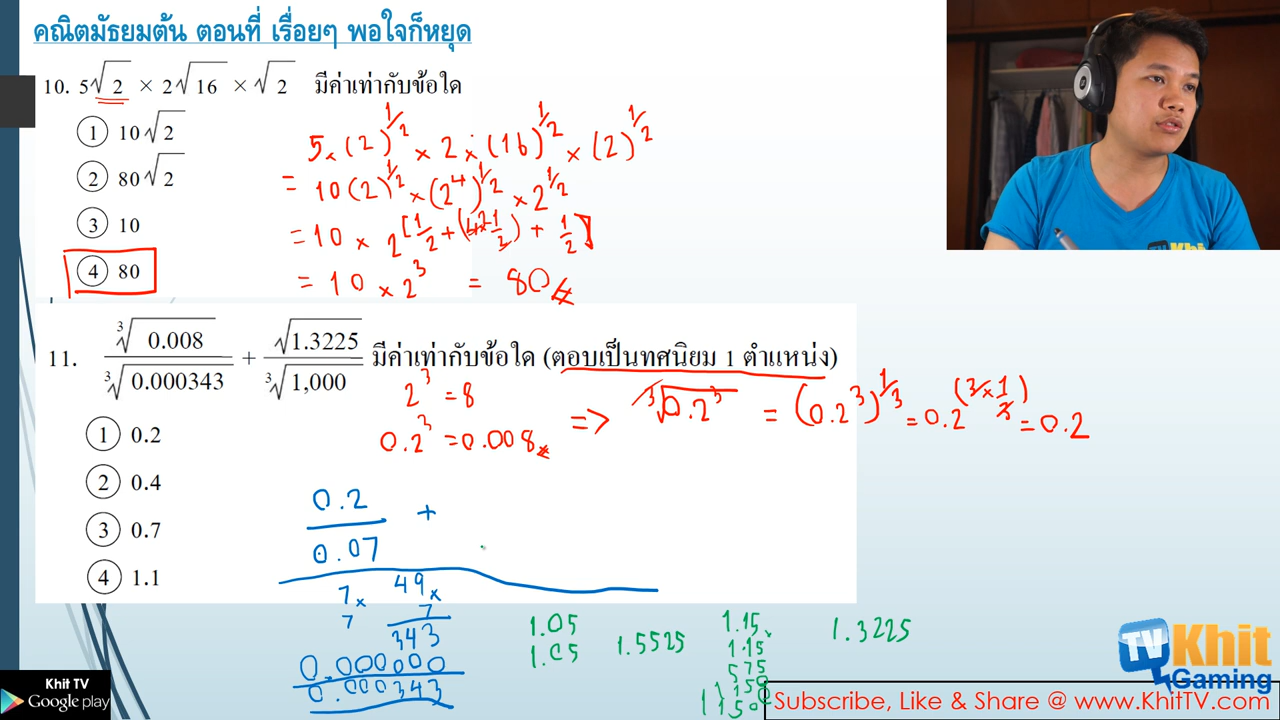 คณิตมัธยมต้น ตอนที่ เรื่อยๆ พอใจก็หยุด
10. 5√2 × 2√16 × √2 มีค่าเท่ากับข้อใด
1 10√2
2 80√2
3 10
4 80
5 × (2)^1/2 × 2 × (16)^1/2 × (2)^1/2
= 10(2)^1/2 × (2^4)^1/2 × 2^1/2
= 10 × 2^[1/2 + (4×1/2) + 1/2]
= 10 × 2^3 = 80
11. ∛0.008 / ∛0.000343 + √1.3225 / ∛1,000 มีค่าเท่ากับข้อใด (ตอบเป็นทศนิยม 1 ตำแหน่ง)
1 0.2
2 0.4
3 0.7
4 1.1
2^3 = 8
0.2^3 = 0.008 => ∛0.2^3 = (0.2^3)^1/3 = 0.2^(3×1/3) = 0.2
0.2 +
0.07
7× 49×
7 7
343
0.000000
0.000343
1.05
1.05
1.5525
1.15×
1.15
575
1150
1150
1.3225
Khit TV
Google play
TV Khit
Gaming
Khit
Subscribe, Like & Share @ www.KhitTV.com